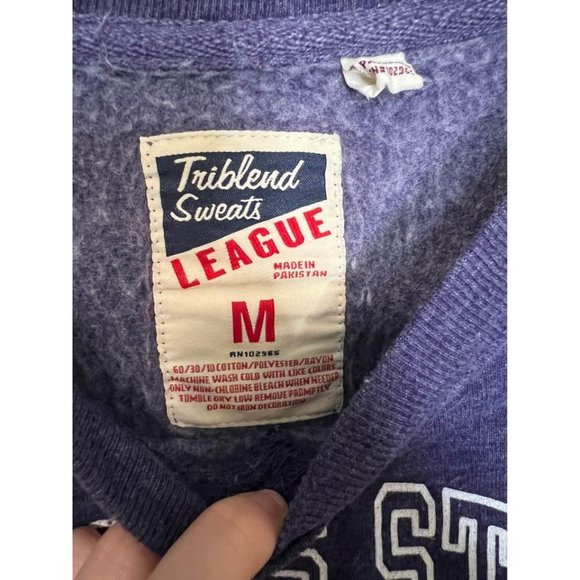 Triblend
Sweats
LEAGUE
MADE IN
PAKISTAN
M
RN102965
60/30/10 COTTON/POLYESTER/RAYON
MACHINE WASH COLD WITH LIKE COLORS
ONLY NON-CHLORINE BLEACH WHEN NEEDED
TUMBLE DRY LOW REMOVE PROMPTLY
DO NOT IRON DECORATION
ST